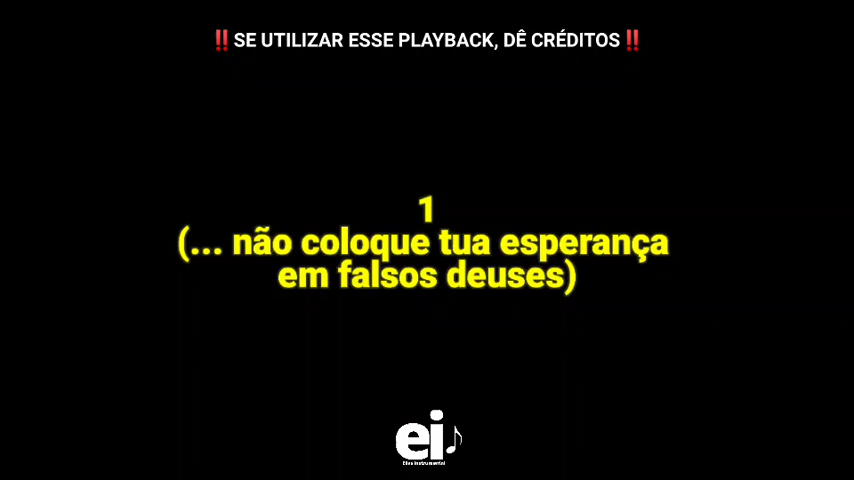 ‼️SE UTILIZAR ESSE PLAYBACK, DÊ CRÉDITOS‼️
1
(... não coloque tua esperança
em falsos deuses)
ei